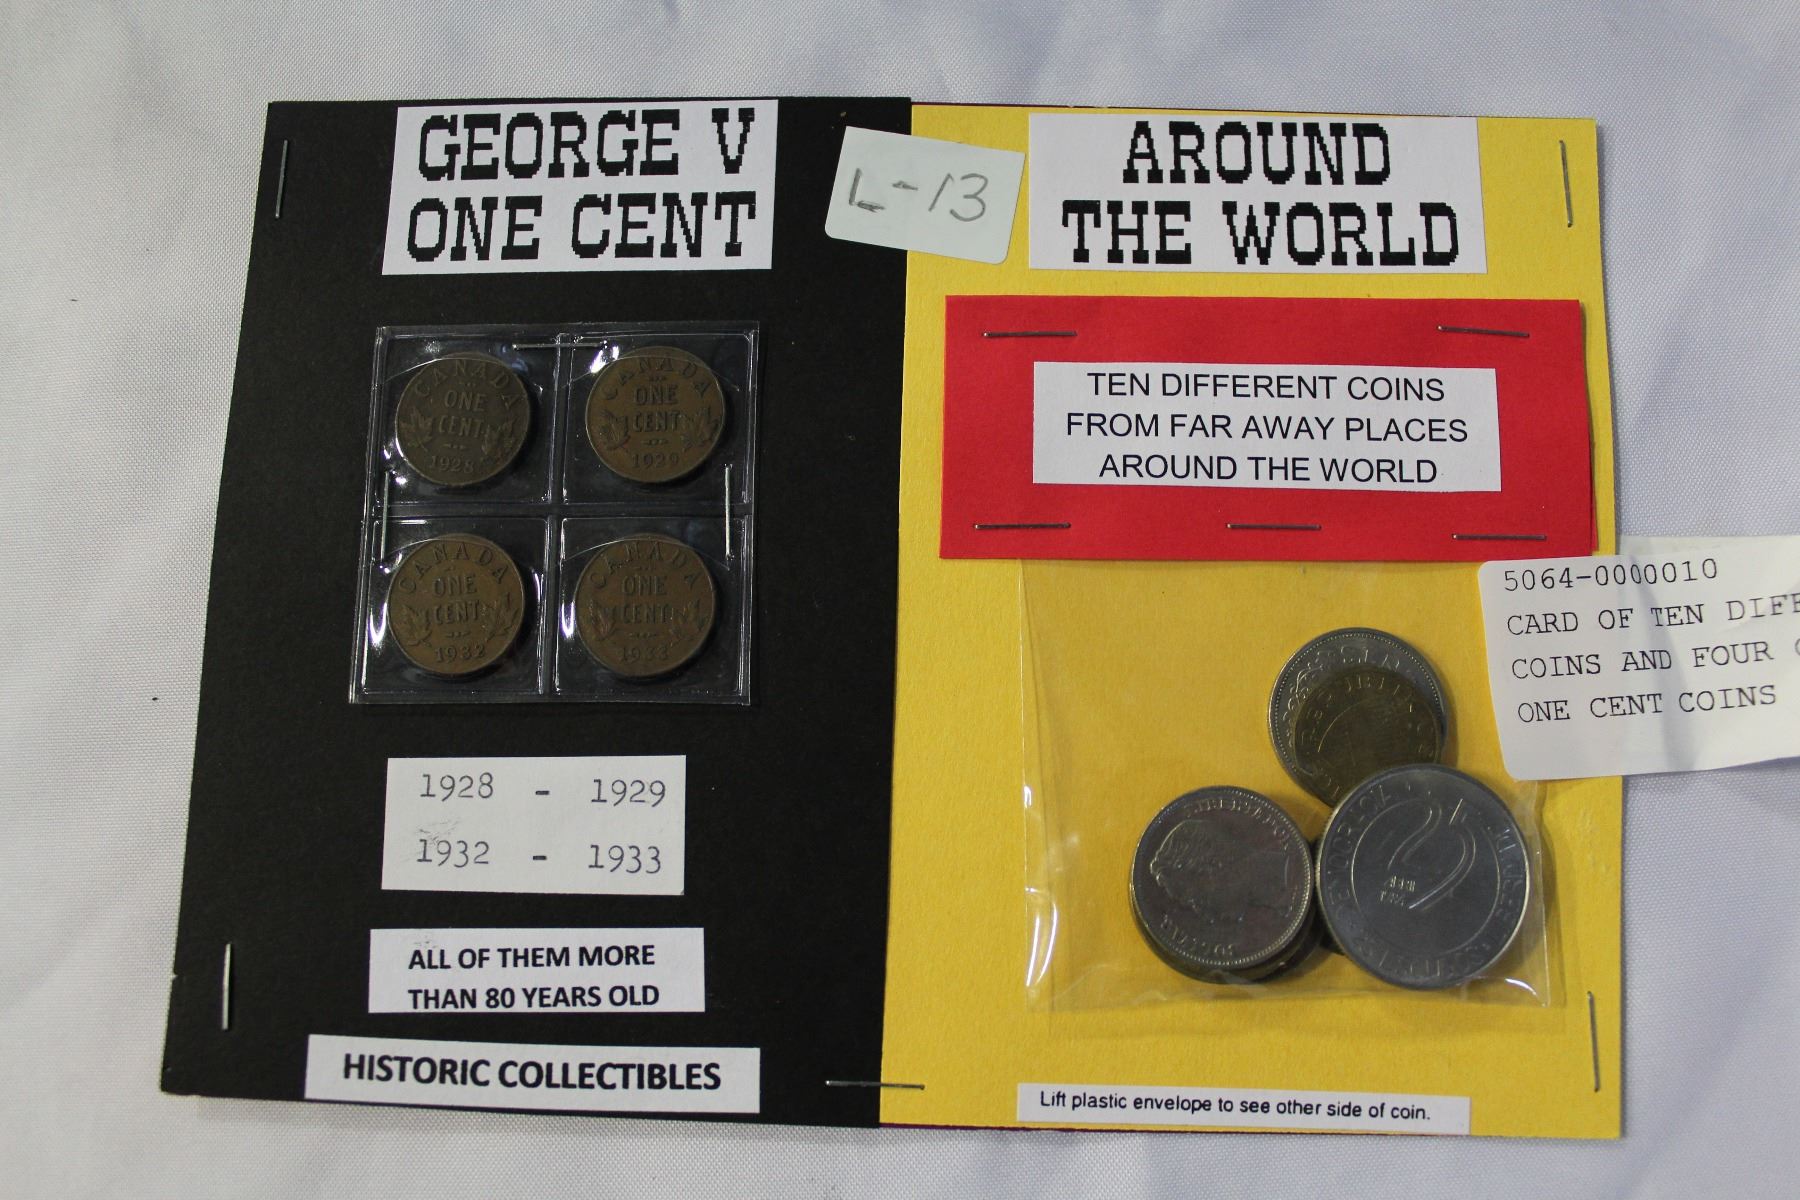 GEORGE V
ONE CENT
L-13
AROUND
THE WORLD
TEN DIFFERENT COINS
FROM FAR AWAY PLACES
AROUND THE WORLD
CANADA
ONE
CENT
1928
CANADA
ONE
CENT
1929
CANADA
ONE
CENT
1932
CANADA
ONE
CENT
1933
5064-0000010
CARD OF TEN
COINS AND FOUR
ONE CENT COINS
1928 - 1929
1932 - 1933
ALL OF THEM MORE
THAN 80 YEARS OLD
HISTORIC COLLECTIBLES
LIBERTADOR
BOLÍVAR
Lift plastic envelope to see other side of coin.